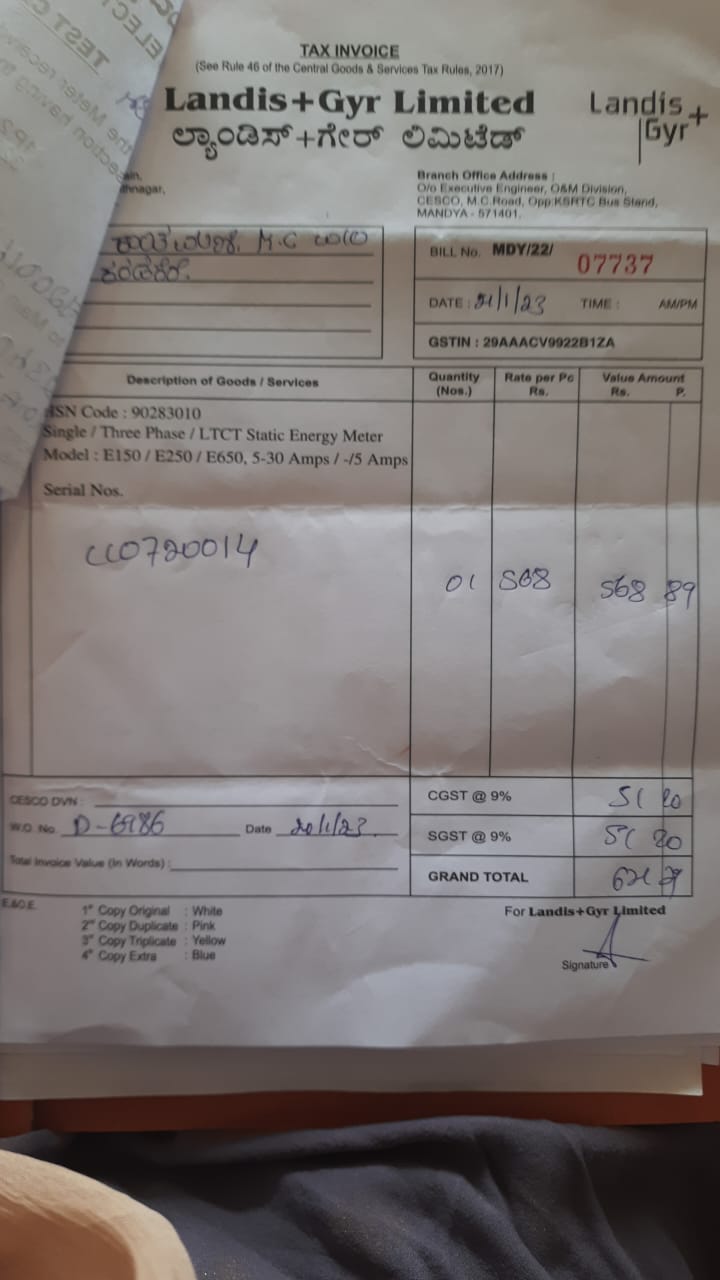 TAX INVOICE
(See Rule 46 of the Central Goods & Services Tax Rules, 2017)
Landis+Gyr Limited
Landis+Gyr+
ಲ್ಯಾಂಡಿಸ್+ಗೇರ್ ಲಿಮಿಟೆಡ್
Branch Office Address :
O/o Executive Engineer, O&M Division,
CESCO, M.C.Road, Opp:KSRTC Bus Stand,
MANDYA - 571401.
M.C
BILL No. MDY/22/ 07737
DATE : 21/1/23 TIME : AM/PM
GSTIN : 29AAACV9922B1ZA
Description of Goods / Services Quantity (Nos.) Rate per Pc Rs. Value Amount Rs. P.
HSN Code : 90283010
Single / Three Phase / LTCT Static Energy Meter
Model : E150 / E250 / E650, 5-30 Amps / -/5 Amps
Serial Nos.
CC0720014
01 568 568 89
CESCO DVN :
CGST @ 9% 51 20
W.O. No. D-6986 Date 20/1/23
SGST @ 9% 51 20
Total Invoice Value (In Words) :
GRAND TOTAL
E.&O.E.
1st Copy Original : White
2nd Copy Duplicate : Pink
3rd Copy Triplicate : Yellow
4th Copy Extra : Blue
For Landis+Gyr Limited
Signature